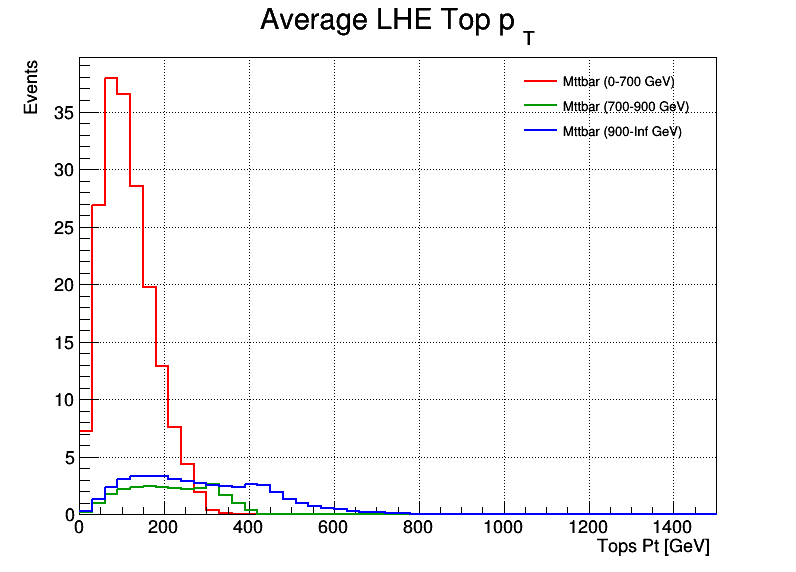 Average LHE Top p T
Events
Mttbar (0-700 GeV)
Mttbar (700-900 GeV)
Mttbar (900-Inf GeV)
35
30
25
20
15
10
5
0
0 200 400 600 800 1000 1200 1400
Tops Pt [GeV]